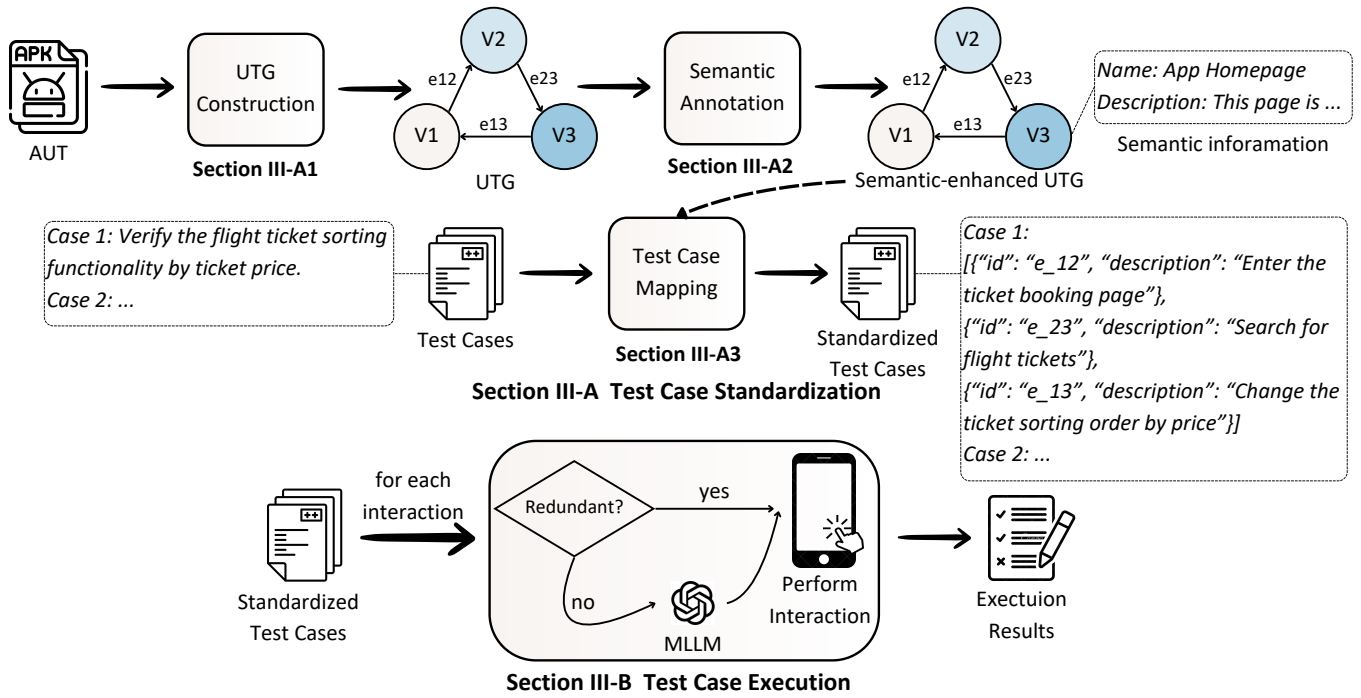 APK
AUT
UTG
Construction
Section III-A1
V2
e12
e23
V1
e13
V3
UTG
Semantic
Annotation
Section III-A2
V2
e12
e23
V1
e13
V3
Semantic-enhanced UTG
Name: App Homepage
Description: This page is ...
Semantic inforamation
Case 1: Verify the flight ticket sorting
functionality by ticket price.
Case 2: ...
++
Test Cases
Test Case
Mapping
Section III-A3
++
Standardized
Test Cases
Case 1:
[{“id”: “e_12”, “description”: “Enter the
ticket booking page”},
{“id”: “e_23”, “description”: “Search for
flight tickets”},
{“id”: “e_13”, “description”: “Change the
ticket sorting order by price”}]
Case 2: ...
Section III-A Test Case Standardization
++
Standardized
Test Cases
for each
interaction
Redundant?
yes
no
MLLM
Perform
Interaction
Exectuion
Results
Section III-B Test Case Execution